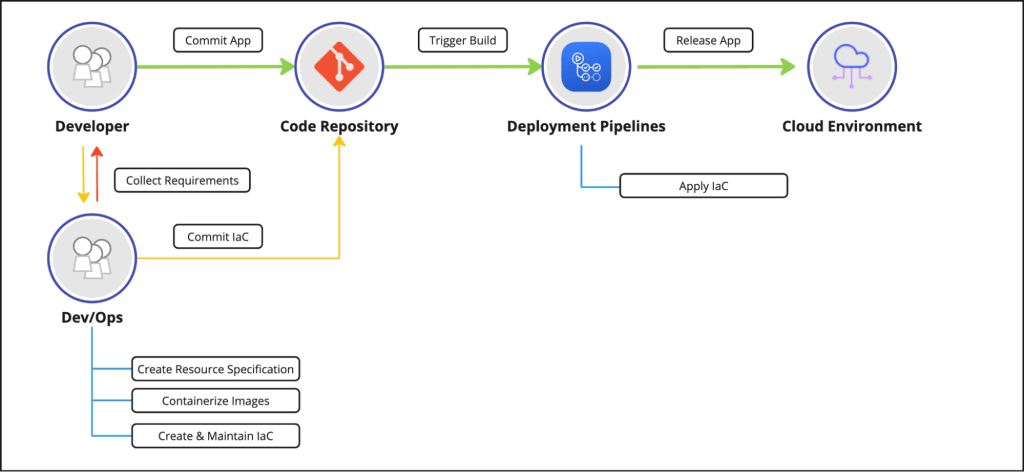 Commit App
Trigger Build
Release App
Developer
Code Repository
Deployment Pipelines
Cloud Environment
Collect Requirements
Apply IaC
Commit IaC
Dev/Ops
Create Resource Specification
Containerize Images
Create & Maintain IaC